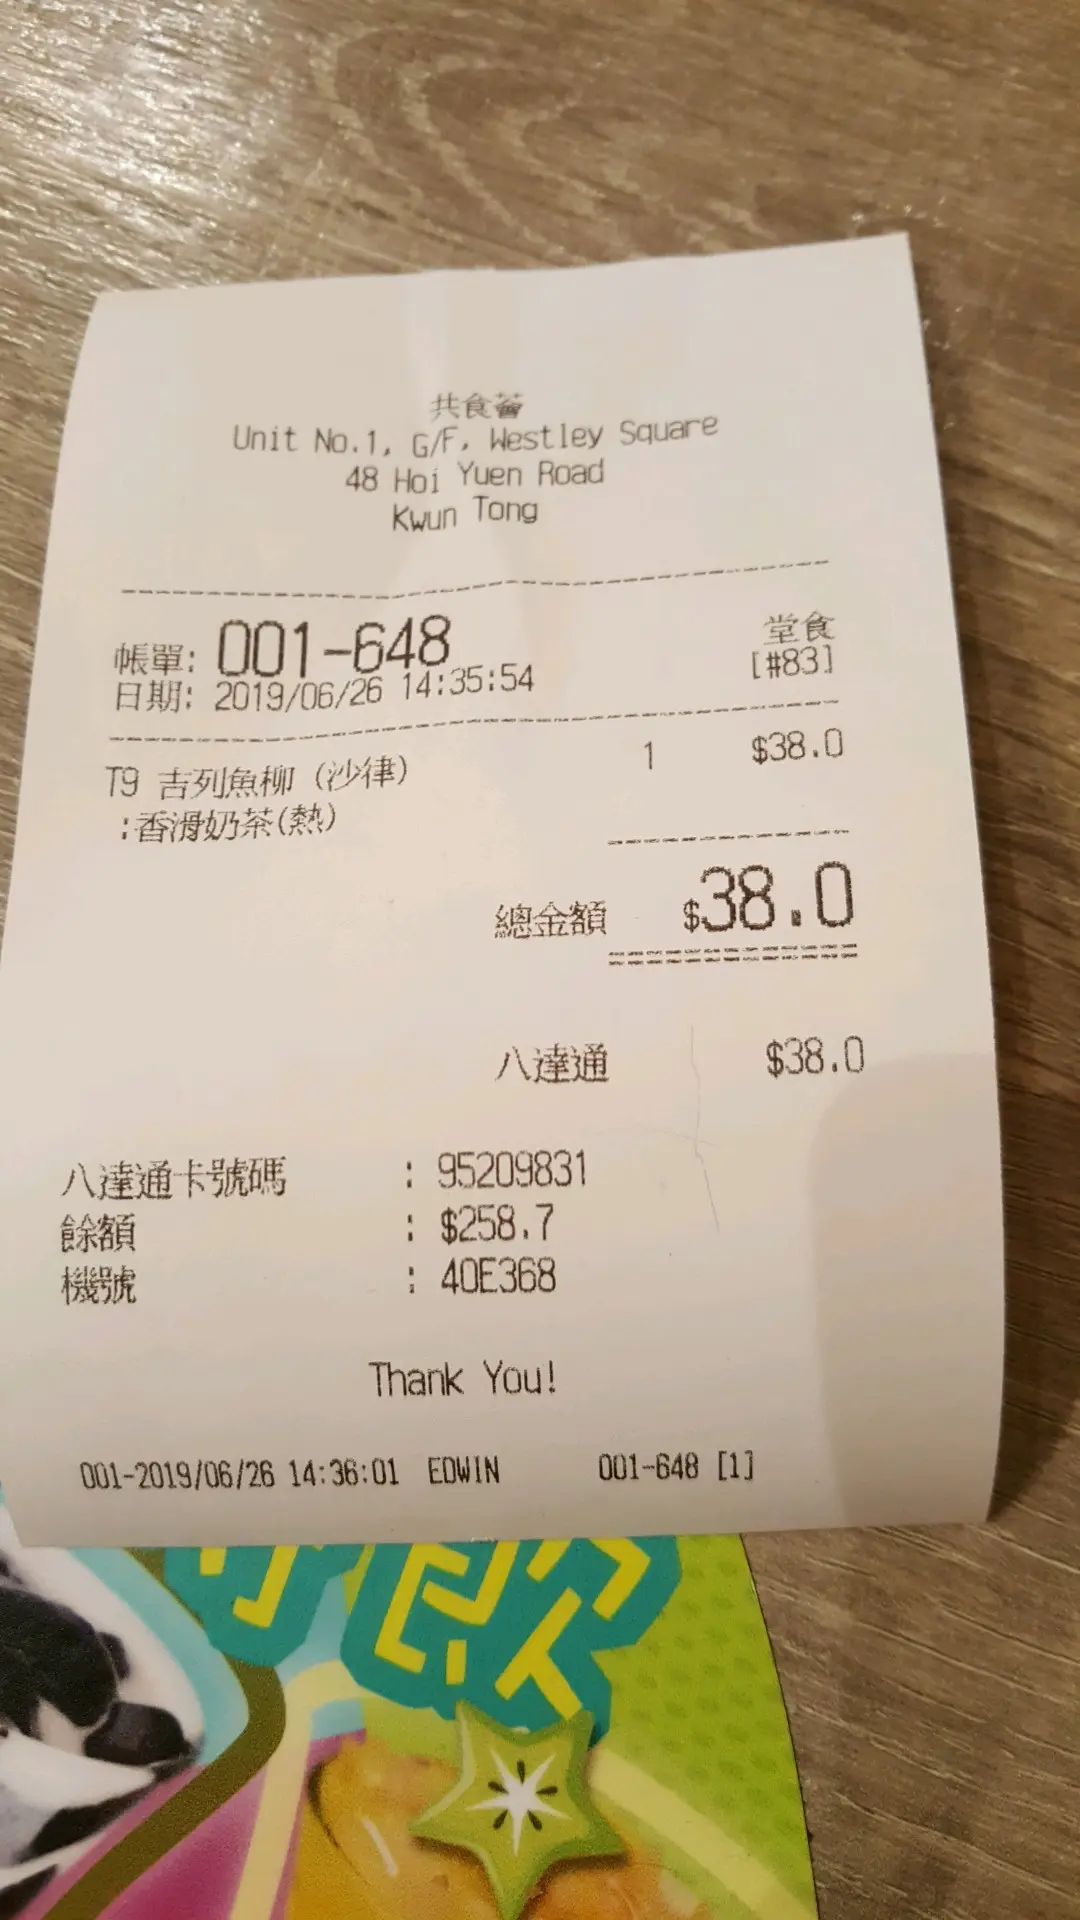 共食薈
Unit No.1, G/F, Westley Square
48 Hoi Yuen Road
Kwun Tong
帳單: 001-648 堂食
日期: 2019/06/26 14:35:54 [#83]
T9 吉列魚柳 (沙律) 1 $38.0
:香滑奶茶(熱)
總金額 $38.0
八達通 $38.0
八達通卡號碼 : 95209831
餘額 : $258.7
機號 : 40E368
Thank You!
001-2019/06/26 14:36:01 EDWIN 001-648 [1]
飲